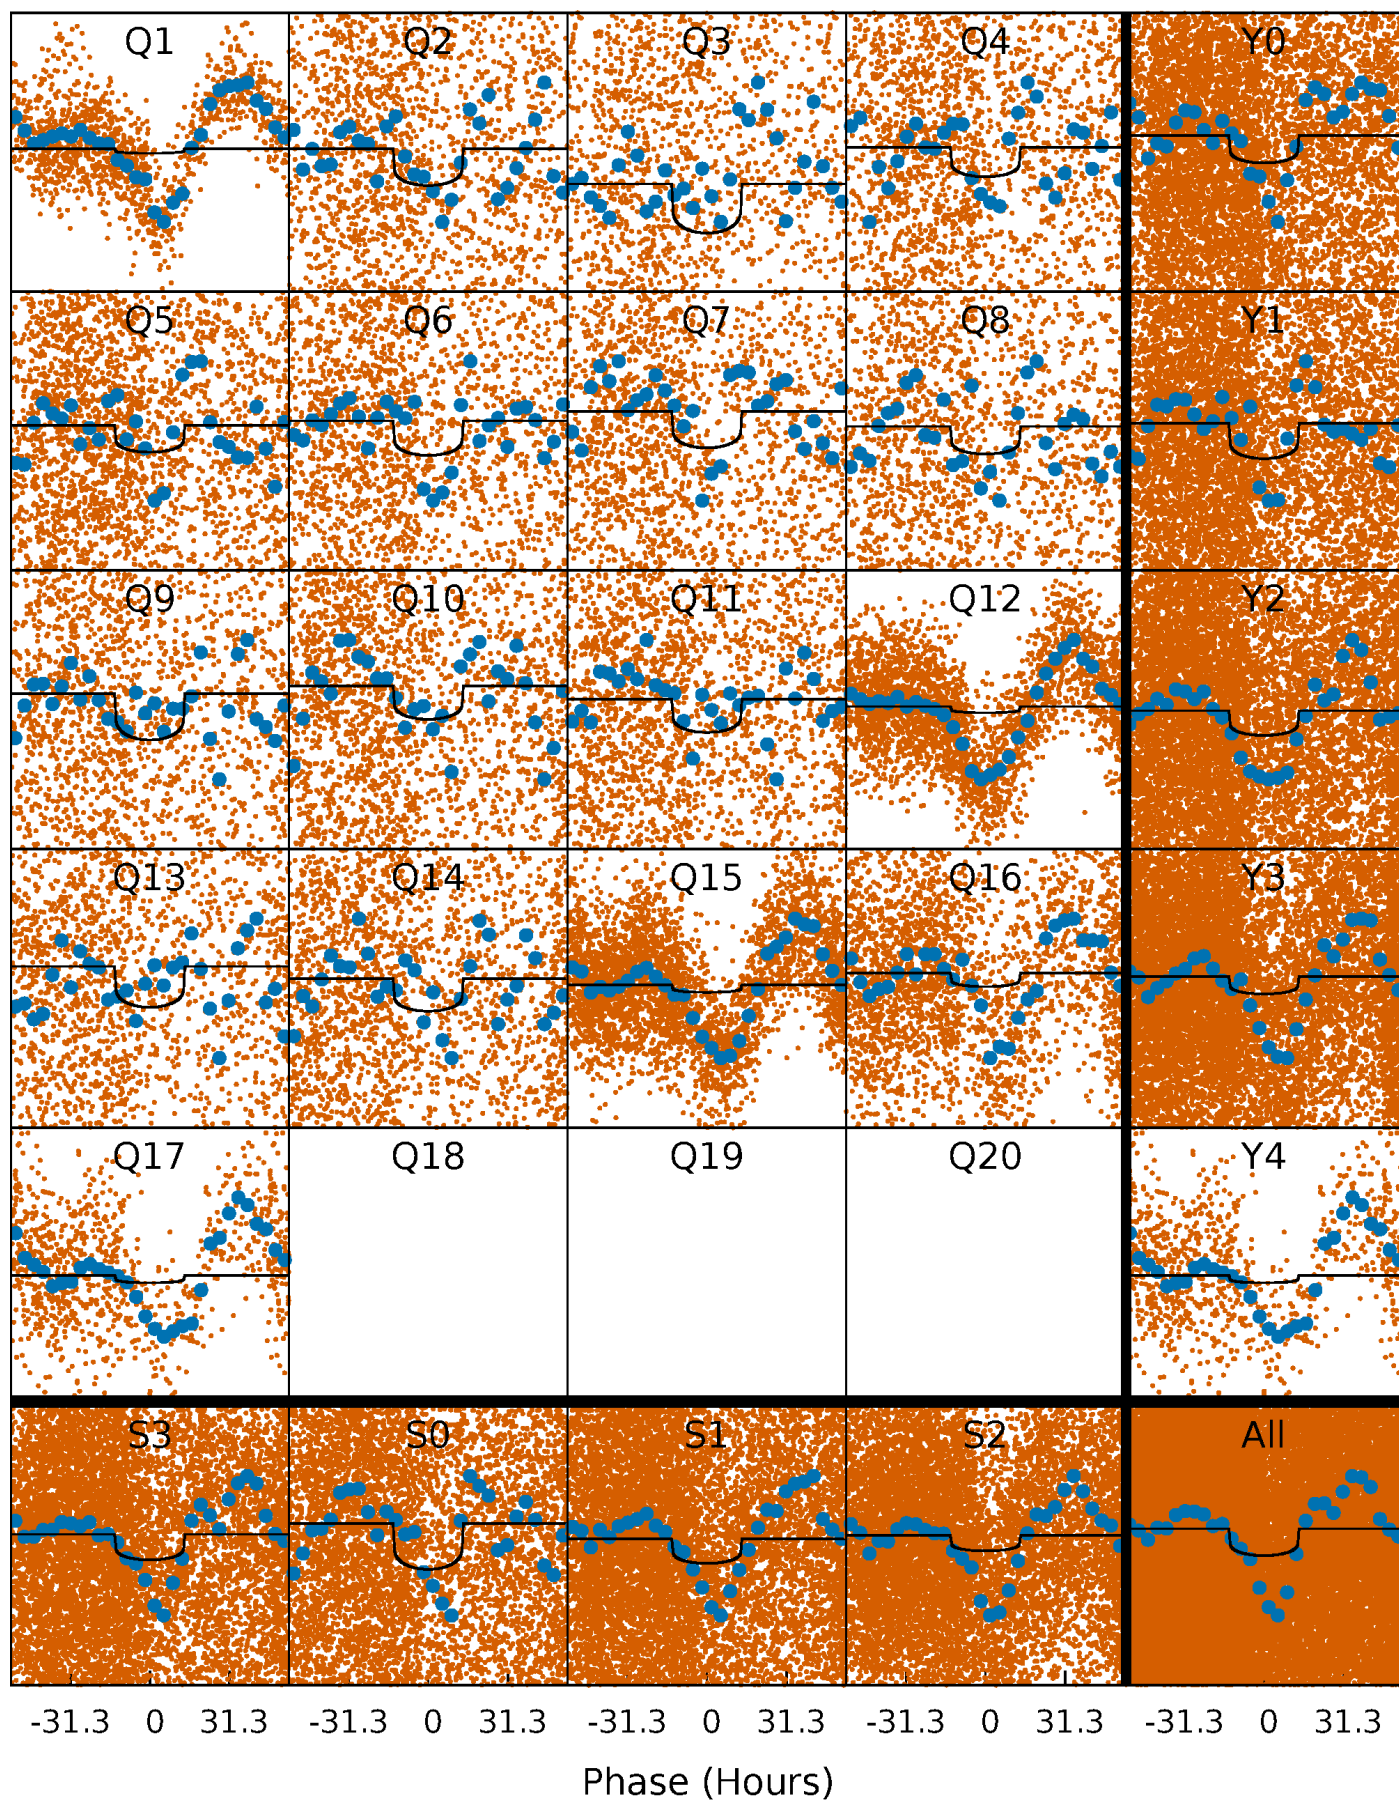 Q1 Q2 Q3 Q4 Y0
Q5 Q6 Q7 Q8 Y1
Q9 Q10 Q11 Q12 Y2
Q13 Q14 Q15 Q16 Y3
Q17 Q18 Q19 Q20 Y4
S3 S0 S1 S2 All
-31.3 0 31.3 -31.3 0 31.3 -31.3 0 31.3 -31.3 0 31.3 -31.3 0 31.3
Phase (Hours)